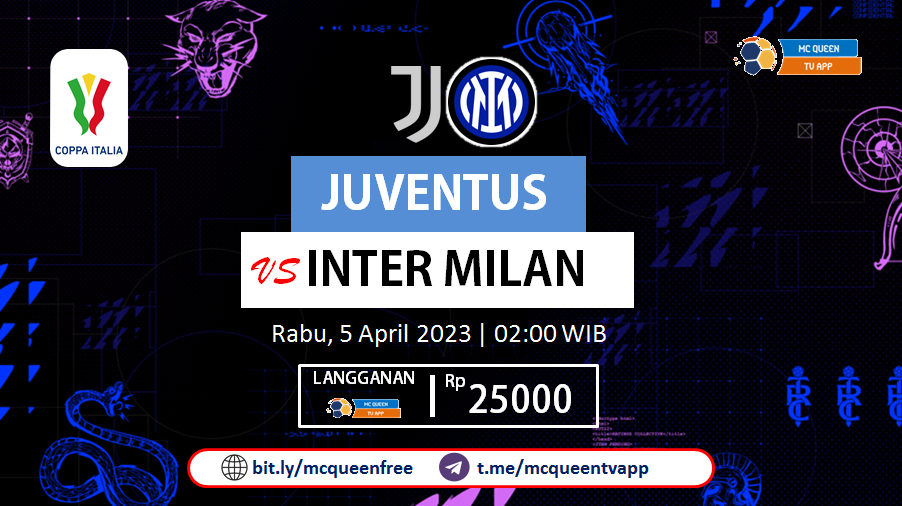 COPPA ITALIA
MC QUEEN
TV APP
JUVENTUS
VS INTER MILAN
Rabu, 5 April 2023 | 02:00 WIB
LANGGANAN
MC QUEEN
TV APP
Rp 25000
bit.ly/mcqueenfree
t.me/mcqueentvapp